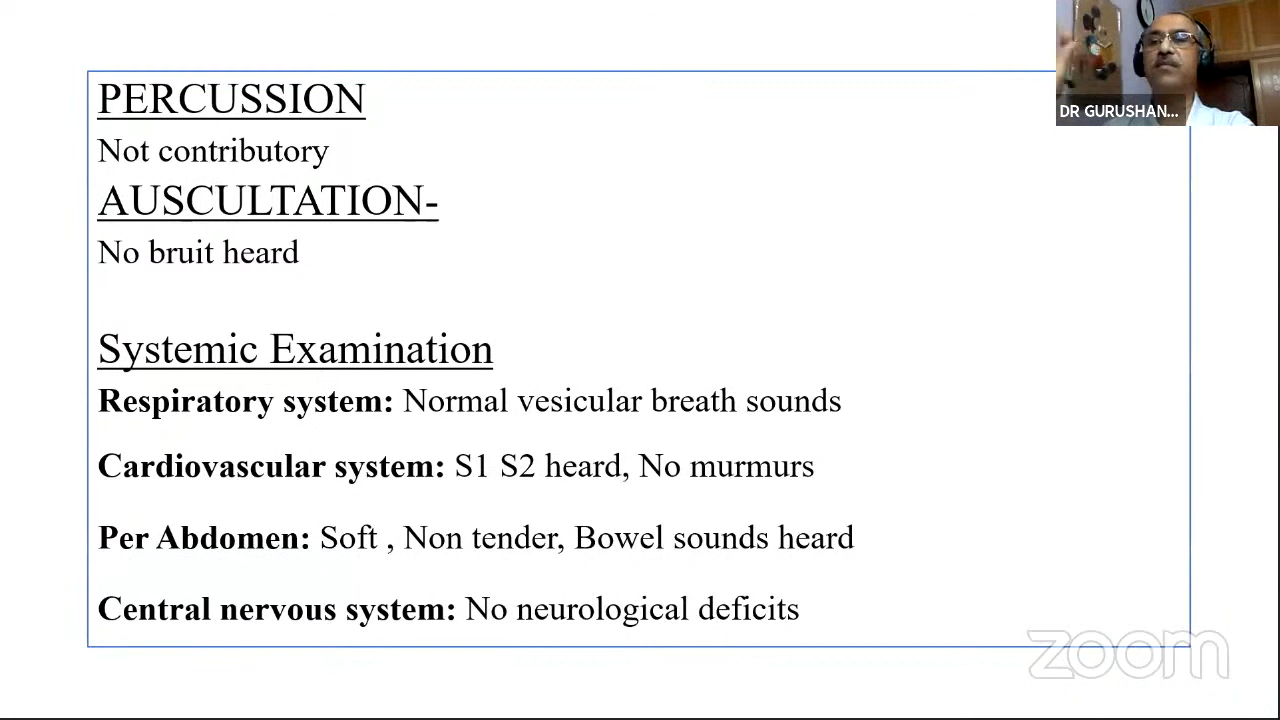 PERCUSSION
Not contributory
AUSCULTATION-
No bruit heard
Systemic Examination
Respiratory system: Normal vesicular breath sounds
Cardiovascular system: S1 S2 heard, No murmurs
Per Abdomen: Soft , Non tender, Bowel sounds heard
Central nervous system: No neurological deficits
DR GURUSHAN...
zoom